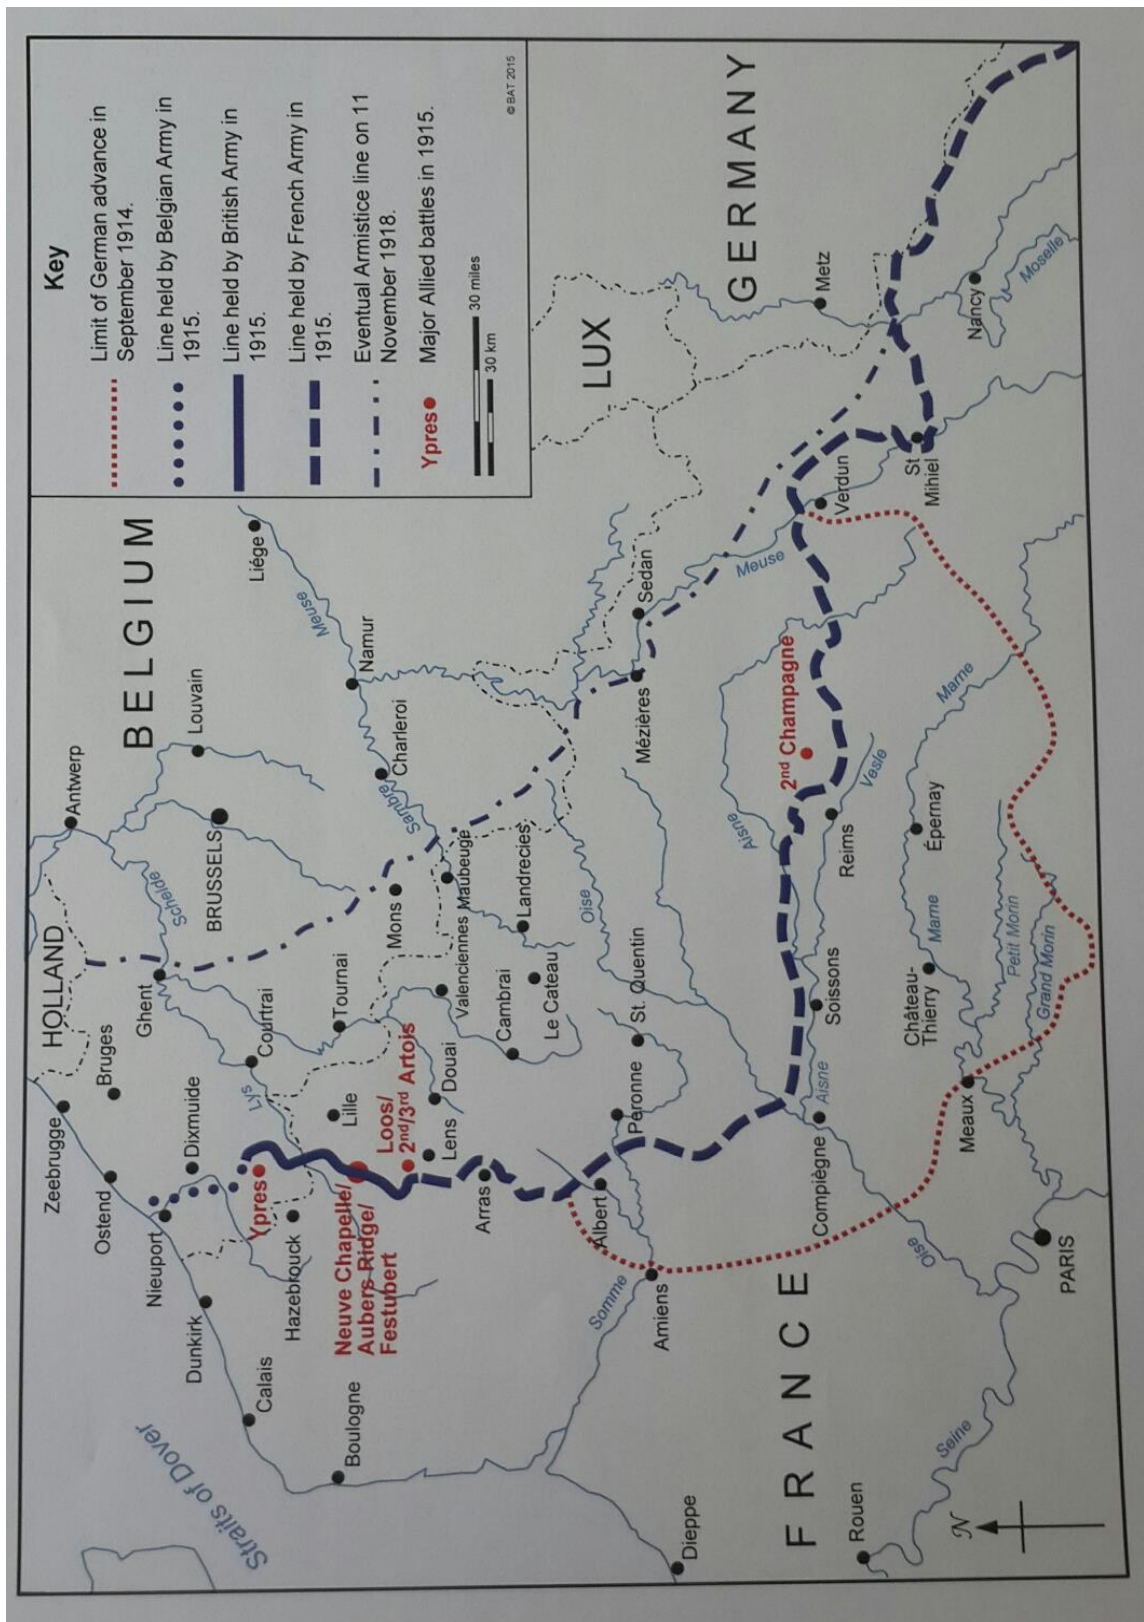 Key
Limit of German advance in
September 1914.
Line held by Belgian Army in
1915.
Line held by British Army in
1915.
Line held by French Army in
1915.
Eventual Armistice line on 11
November 1918.
Ypres
Major Allied battles in 1915.
30 miles
30 km
© BAT 2015
HOLLAND
BELGIUM
LUX
GERMANY
FRANCE
Straits of Dover
Zeebrugge
Bruges
Ostend
Nieuport
Dixmuide
Dunkirk
Calais
Boulogne
Hazebrouck
Ypres
Ghent
Antwerp
Schelde
BRUSSELS
Louvain
Liége
Meuse
Namur
Charleroi
Sambre
Courtrai
Lys
Tournai
Mons
Maubeuge
Valenciennes
Landrecies
Lille
Neuve Chapelle/
Aubers Ridge/
Festubert
Loos/
2nd/3rd Artois
Lens
Douai
Cambrai
Le Cateau
Arras
Albert
Péronne
St. Quentin
Oise
Somme
Amiens
Dieppe
Rouen
Seine
Mézières
Sedan
Meuse
Aisne
2nd Champagne
Compiègne
Aisne
Soissons
Reims
Vesle
Verdun
St
Mihiel
Metz
Nancy
Moselle
Oise
Château-
Thierry
Marne
Épernay
Marne
Meaux
Petit Morin
Grand Morin
PARIS
N